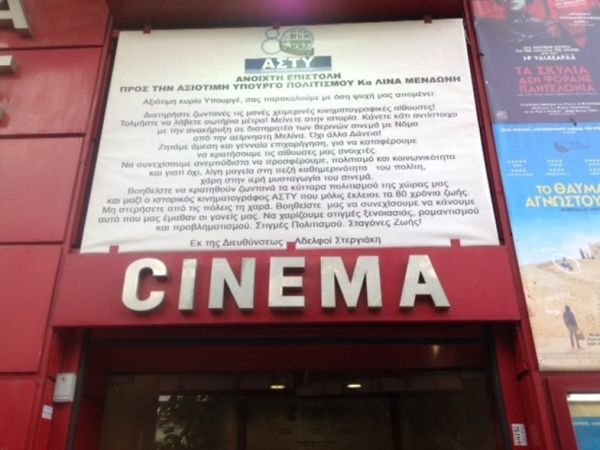 80
ΑΣΤΥ
ΑΝΟΙΧΤΗ ΕΠΙΣΤΟΛΗ
ΠΡΟΣ ΤΗΝ ΑΞΙΟΤΙΜΗ ΥΠΟΥΡΓΟ ΠΟΛΙΤΙΣΜΟΥ Κα ΛΙΝΑ ΜΕΝΔΩΝΗ
Αξιότιμη κυρία Υπουργέ, σας παρακαλούμε με όση ψυχή μας απομένει:
Διατηρήστε ζωντανές τις μονές χειμερινές κινηματογραφικές αίθουσες!
Τολμήστε να λάβετε σωτήρια μέτρα! Μείνετε στην ιστορία. Κάνετε κάτι αντίστοιχο
με την ανακήρυξη σε διατηρητέα των θερινών σινεμά με Νόμο
από την αείμνηστη Μελίνα. Όχι άλλα Δάνεια!
Ζητάμε άμεση και γενναία επιχορήγηση, για να καταφέρουμε
να κρατήσουμε τις αίθουσες μας ανοιχτές.
Να συνεχίσουμε ανεμπόδιστα να προσφέρουμε, πολιτισμό και κοινωνικότητα
και γιατί όχι, λίγη μαγεία στη πεζή καθημερινότητα του πολίτη,
χάρη στην ιερή μυσταγωγία του σινεμά.
Βοηθείστε να κρατηθούν ζωντανά τα κύτταρα πολιτισμού της χώρας μας
και μαζί ο ιστορικός κινηματογράφος ΑΣΤΥ που μόλις έκλεισε τα 80 χρόνια ζωής.
Μη στερήσετε από τις πόλεις τη χαρά. Βοηθείστε μας να συνεχίσουμε να κάνουμε
αυτό που μας έμαθαν οι γονείς μας. Να χαρίζουμε στιγμές ξενοιασιάς, ρομαντισμού
και προβληματισμού. Στιγμές Πολιτισμού. Σταγόνες Ζωής!
Εκ της Διευθύνσεως Αδελφοί Στεργιάκη
CINEMA
J-P VALKEAPÄÄ
ΤΑ ΣΚΥΛΙΑ
ΔΕΝ ΦΟΡΑΝΕ
ΠΑΝΤΕΛΟΝΙΑ
ΤΟ ΘΑΥΜΑ
ΑΓΝΩΣΤΟΥ